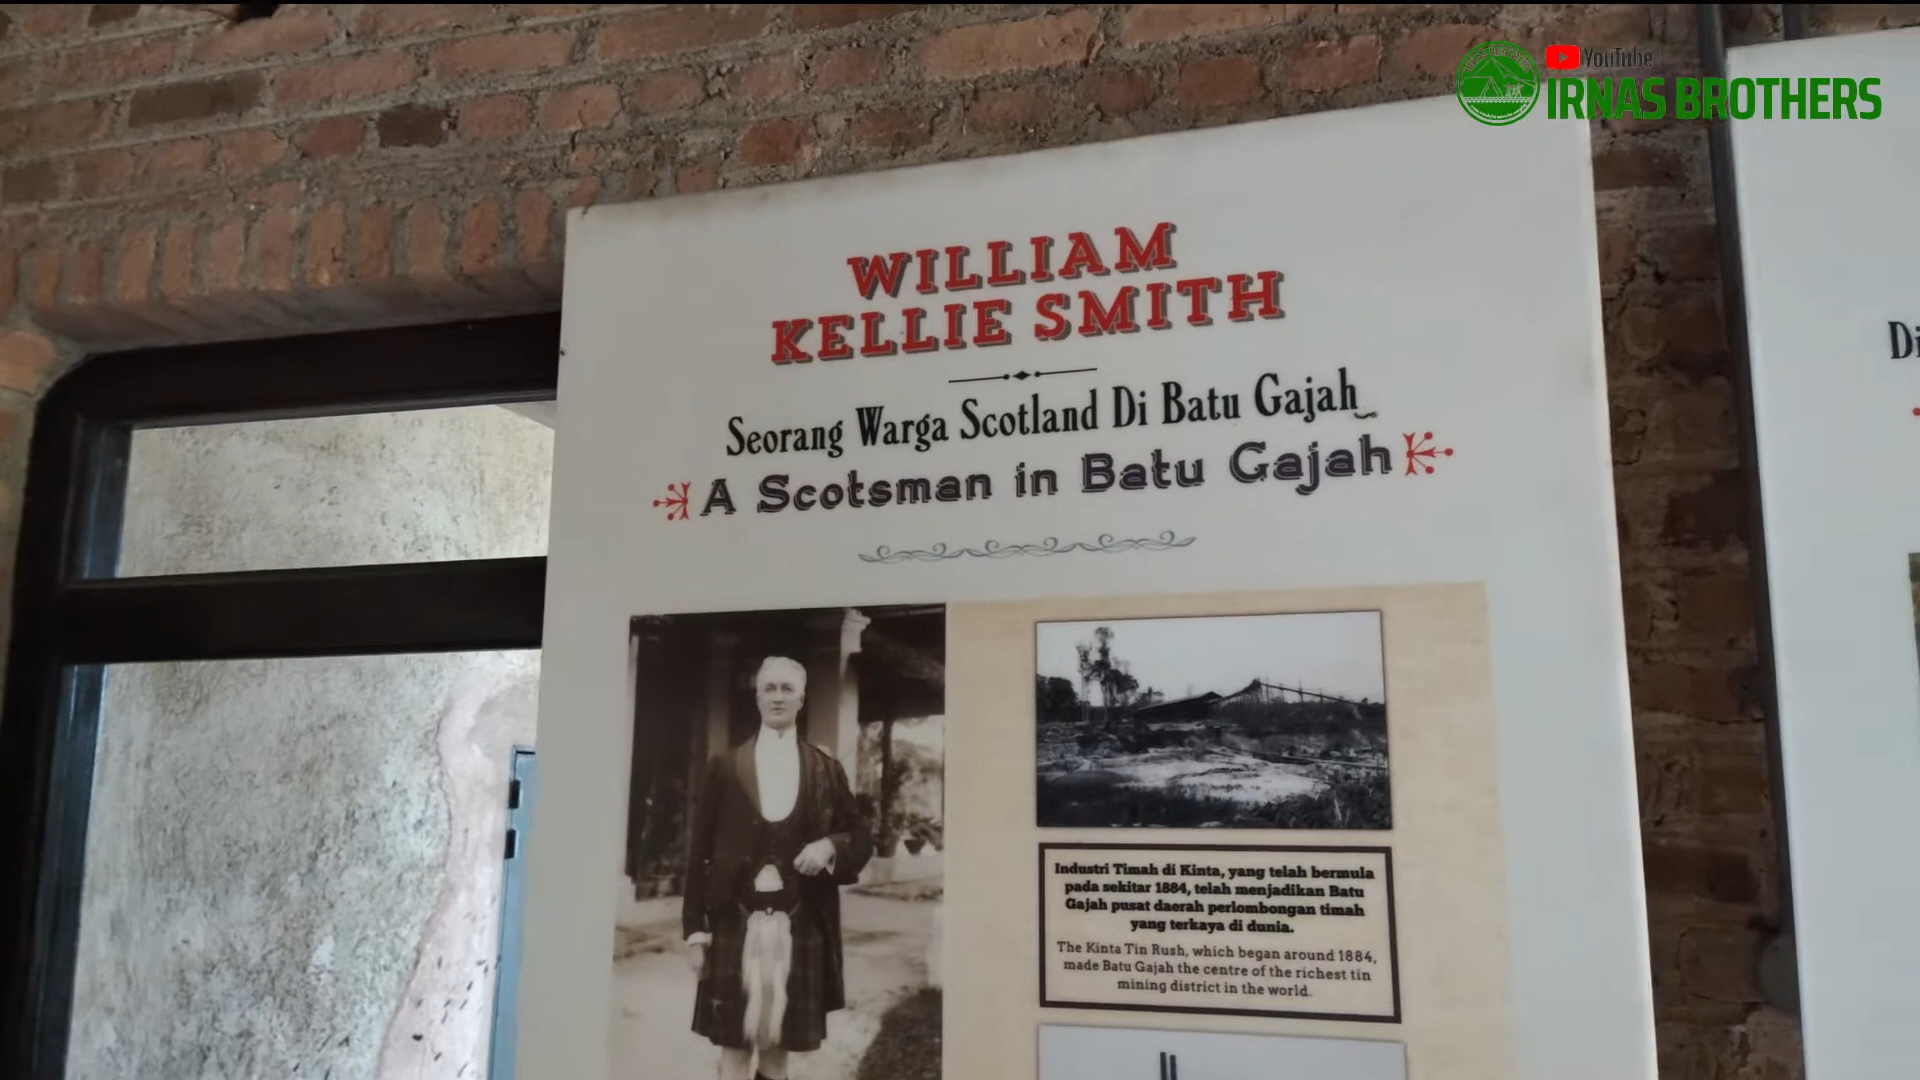 YouTube
IRNAS BROTHERS
WILLIAM
KELLIE SMITH
Seorang Warga Scotland Di Batu Gajah
A Scotsman in Batu Gajah
Industri Timah di Kinta, yang telah bermula
pada sekitar 1884, telah menjadikan Batu
Gajah pusat daerah perlombongan timah
yang terkaya di dunia.
The Kinta Tin Rush, which began around 1884,
made Batu Gajah the centre of the richest tin
mining district in the world.